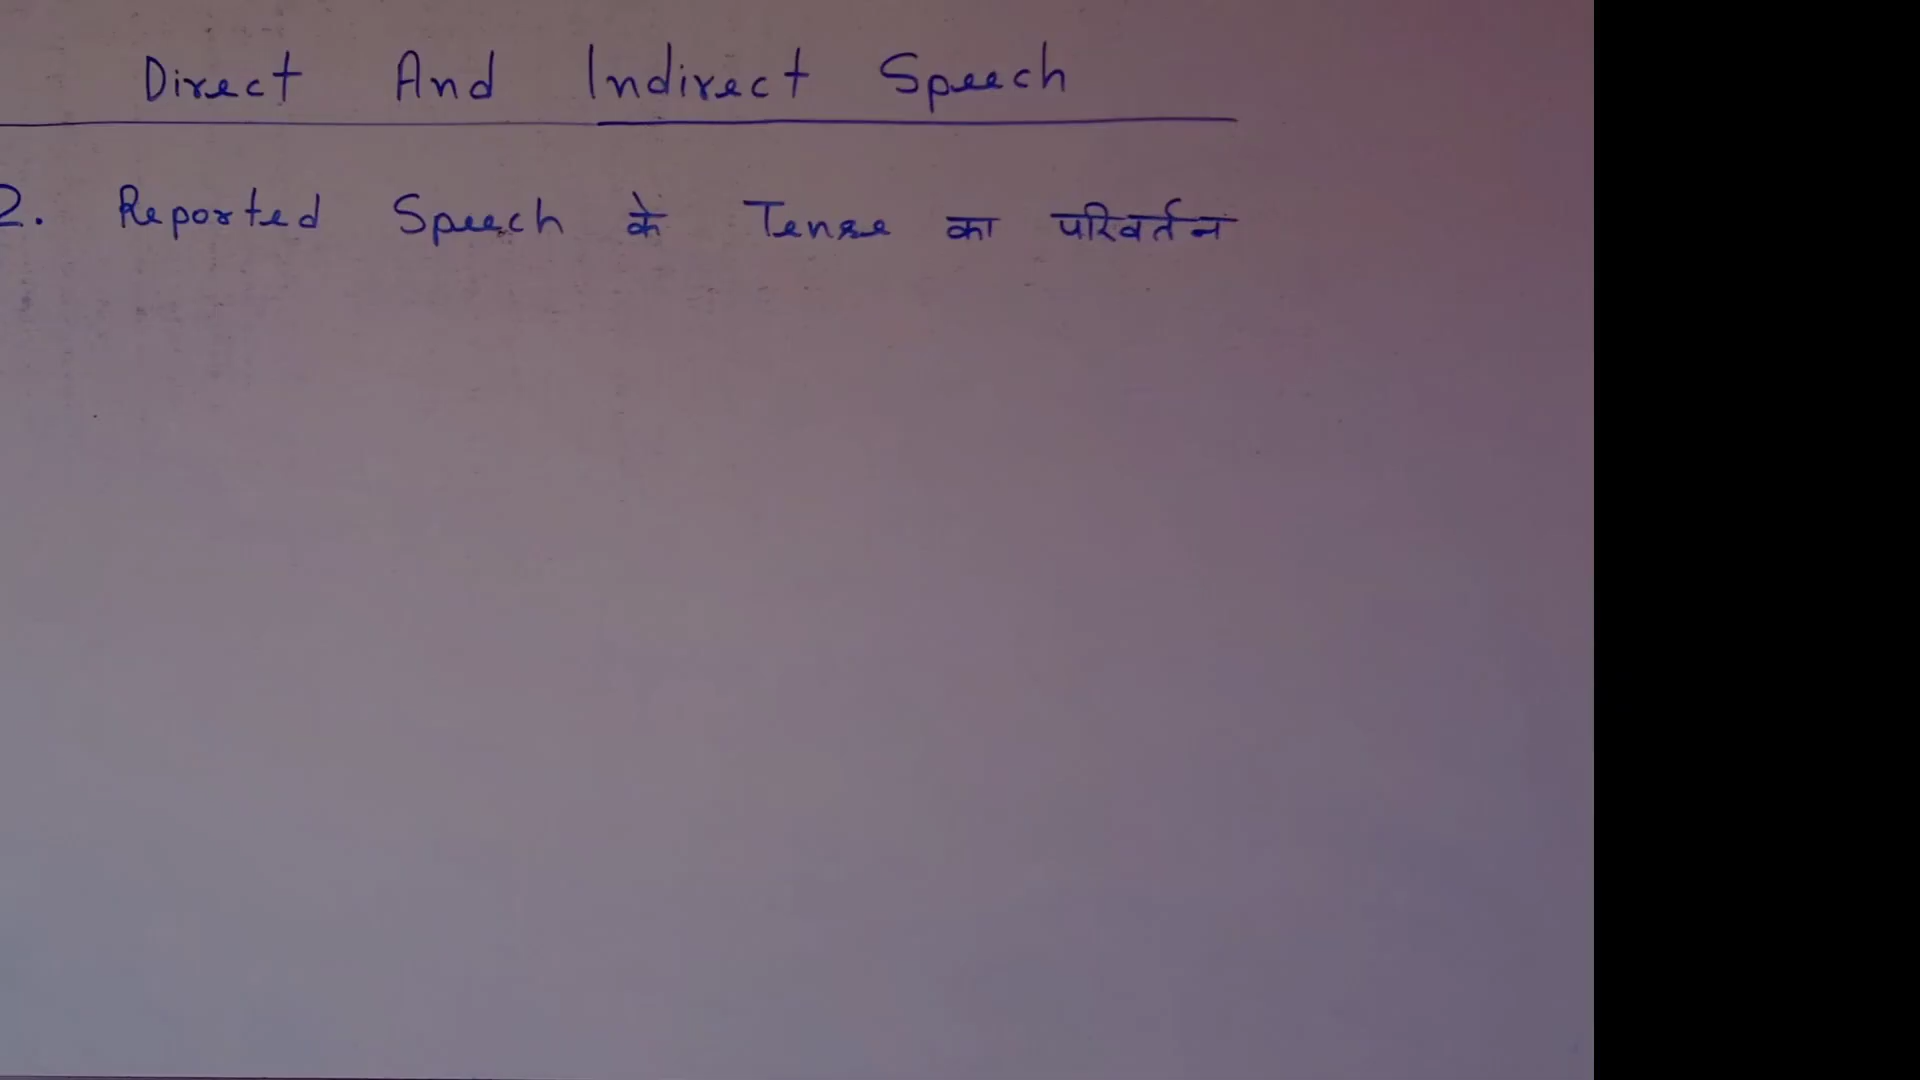 Direct And Indirect Speech
2. Reported Speech के Tense का परिवर्तन